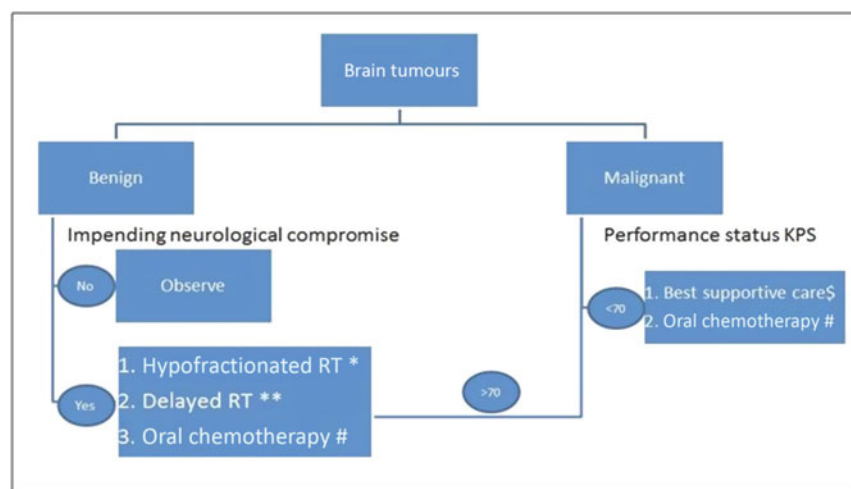 Brain tumours
Benign
Malignant
Impending neurological compromise
Performance status KPS
No
Observe
<70
1. Best supportive care$
2. Oral chemotherapy #
Yes
1. Hypofractionated RT *
2. Delayed RT **
3. Oral chemotherapy #
>70